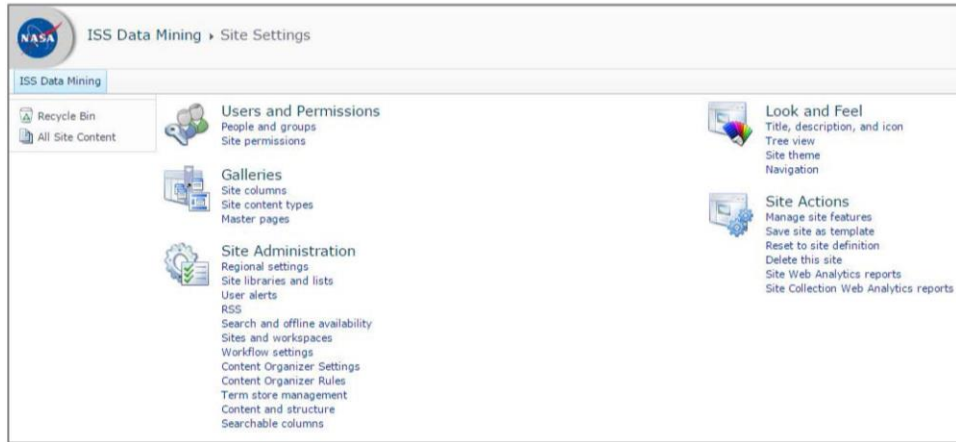 NASA
ISS Data Mining ▸ Site Settings
ISS Data Mining
Recycle Bin
All Site Content
Users and Permissions
People and groups
Site permissions
Galleries
Site columns
Site content types
Master pages
Site Administration
Regional settings
Site libraries and lists
User alerts
RSS
Search and offline availability
Sites and workspaces
Workflow settings
Content Organizer Settings
Content Organizer Rules
Term store management
Content and structure
Searchable columns
Look and Feel
Title, description, and icon
Tree view
Site theme
Navigation
Site Actions
Manage site features
Save site as template
Reset to site definition
Delete this site
Site Web Analytics reports
Site Collection Web Analytics reports